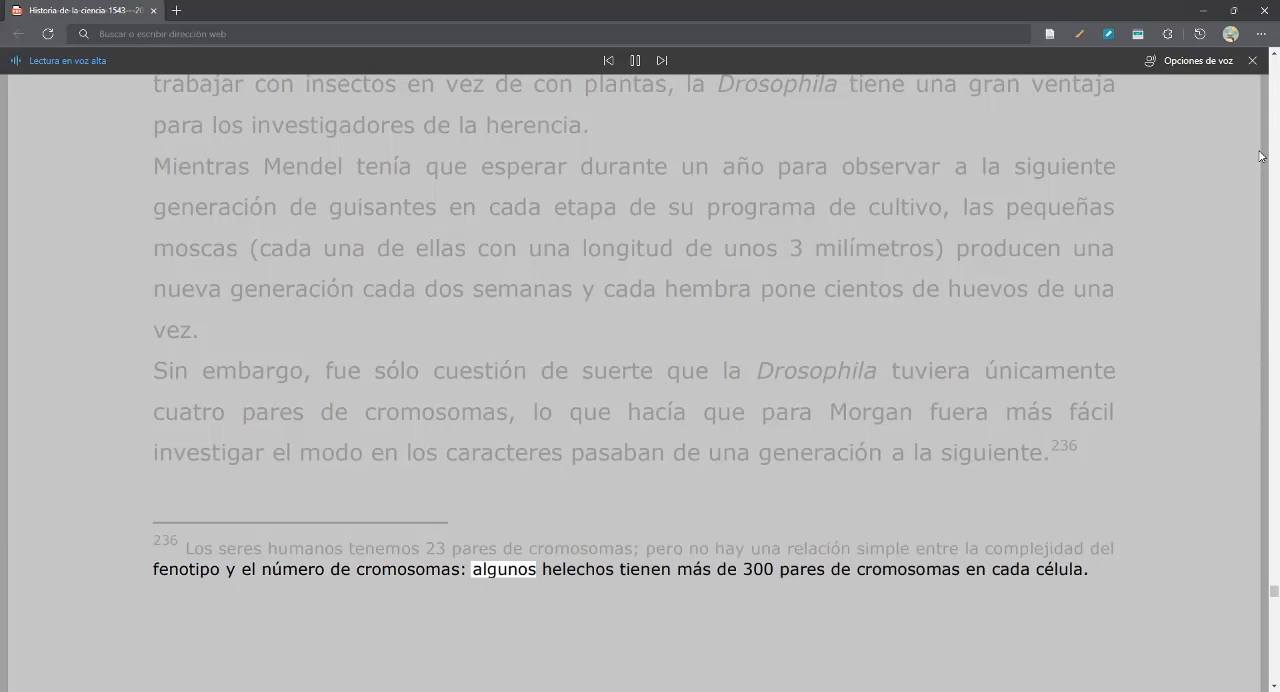 Historia-de-la-ciencia-1543---20
Buscar o escribir dirección web
Lectura en voz alta
Opciones de voz
trabajar con insectos en vez de con plantas, la Drosophila tiene una gran ventaja
para los investigadores de la herencia.
Mientras Mendel tenía que esperar durante un año para observar a la siguiente
generación de guisantes en cada etapa de su programa de cultivo, las pequeñas
moscas (cada una de ellas con una longitud de unos 3 milímetros) producen una
nueva generación cada dos semanas y cada hembra pone cientos de huevos de una
vez.
Sin embargo, fue sólo cuestión de suerte que la Drosophila tuviera únicamente
cuatro pares de cromosomas, lo que hacía que para Morgan fuera más fácil
investigar el modo en los caracteres pasaban de una generación a la siguiente.236
236 Los seres humanos tenemos 23 pares de cromosomas; pero no hay una relación simple entre la complejidad del
fenotipo y el número de cromosomas: algunos helechos tienen más de 300 pares de cromosomas en cada célula.